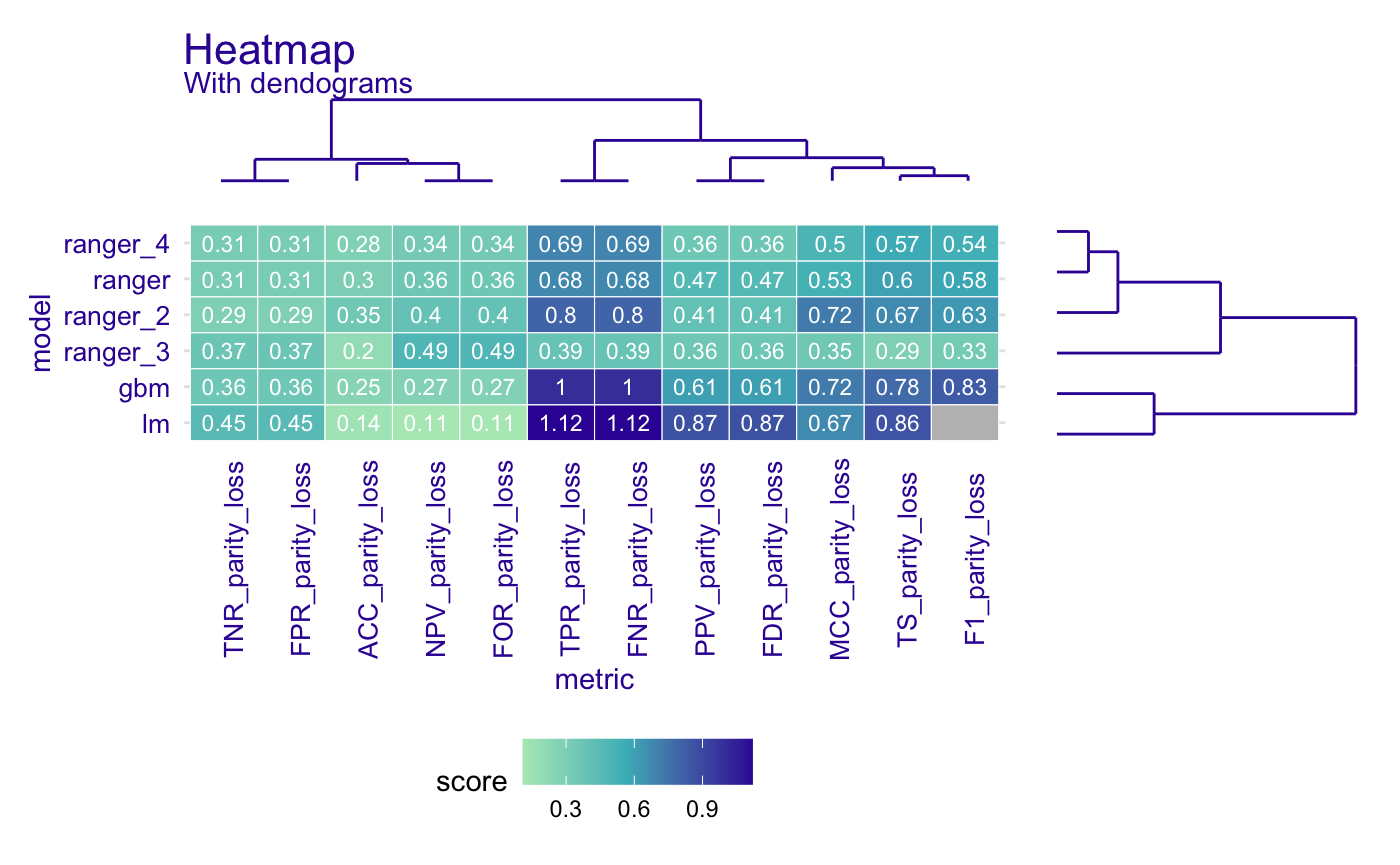 Heatmap
With dendograms
model
ranger_4 0.31 0.31 0.28 0.34 0.34 0.69 0.69 0.36 0.36 0.5 0.57 0.54
ranger 0.31 0.31 0.3 0.36 0.36 0.68 0.68 0.47 0.47 0.53 0.6 0.58
ranger_2 0.29 0.29 0.35 0.4 0.4 0.8 0.8 0.41 0.41 0.72 0.67 0.63
ranger_3 0.37 0.37 0.2 0.49 0.49 0.39 0.39 0.36 0.36 0.35 0.29 0.33
gbm 0.36 0.36 0.25 0.27 0.27 1 1 0.61 0.61 0.72 0.78 0.83
lm 0.45 0.45 0.14 0.11 0.11 1.12 1.12 0.87 0.87 0.67 0.86
TNR_parity_loss
FPR_parity_loss
ACC_parity_loss
NPV_parity_loss
FOR_parity_loss
TPR_parity_loss
FNR_parity_loss
PPV_parity_loss
FDR_parity_loss
MCC_parity_loss
TS_parity_loss
F1_parity_loss
metric
score
0.3 0.6 0.9